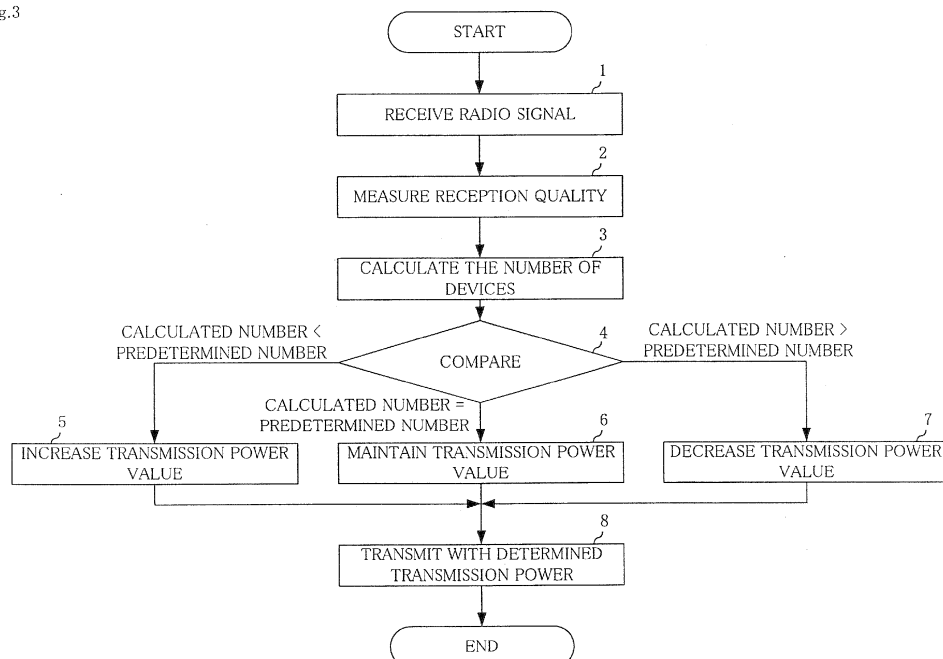 g.3
START
1
RECEIVE RADIO SIGNAL
2
MEASURE RECEPTION QUALITY
3
CALCULATE THE NUMBER OF
DEVICES
CALCULATED NUMBER <
PREDETERMINED NUMBER
4
COMPARE
CALCULATED NUMBER >
PREDETERMINED NUMBER
CALCULATED NUMBER =
PREDETERMINED NUMBER
5
INCREASE TRANSMISSION POWER
VALUE
6
MAINTAIN TRANSMISSION POWER
VALUE
7
DECREASE TRANSMISSION POWER
VALUE
8
TRANSMIT WITH DETERMINED
TRANSMISSION POWER
END